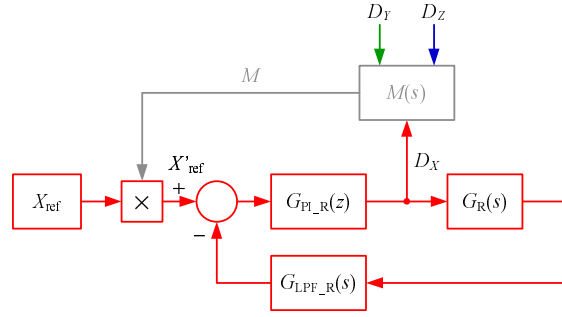 D_Y D_Z
M
M(s)
X'_ref
D_X
X_ref × + G_PI_R(z) G_R(s)
−
G_LPF_R(s)